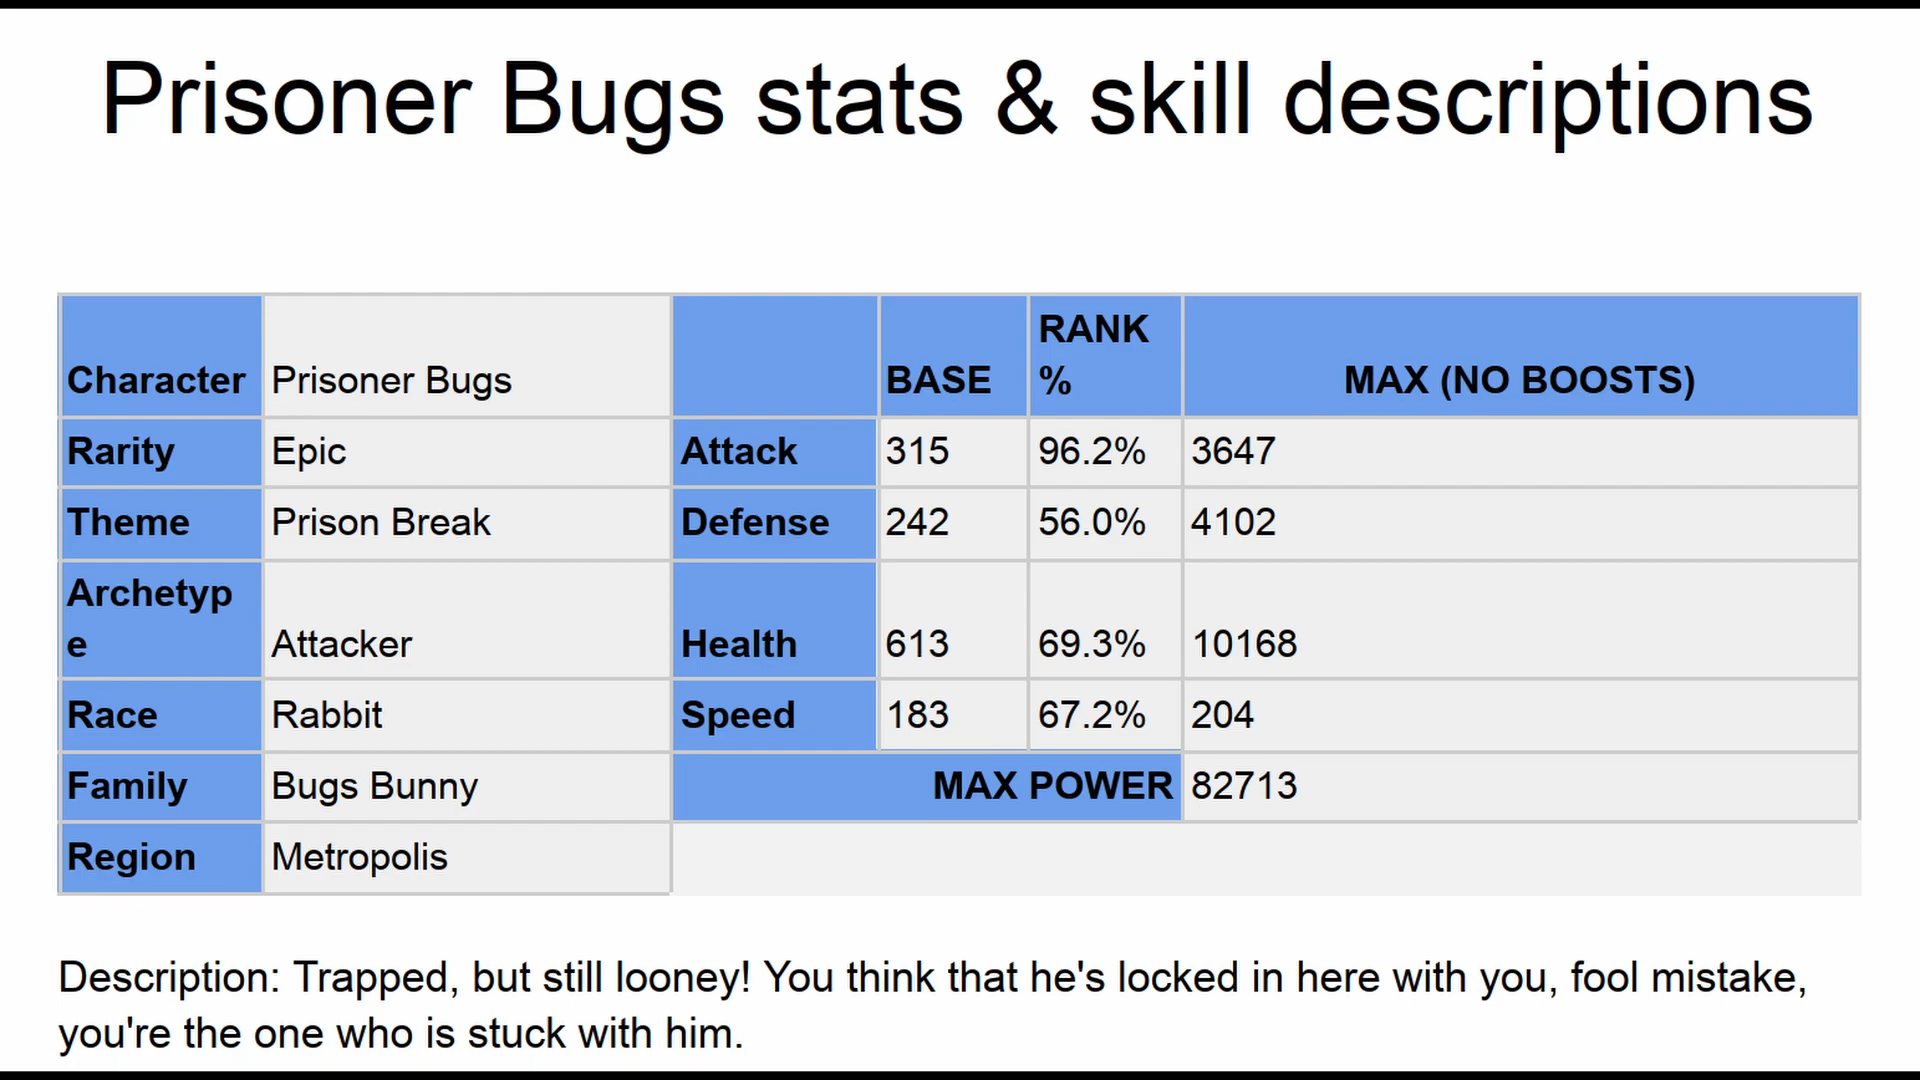 Prisoner Bugs stats & skill descriptions
Character Prisoner Bugs BASE RANK % MAX (NO BOOSTS)
Rarity Epic Attack 315 96.2% 3647
Theme Prison Break Defense 242 56.0% 4102
Archetyp
e Attacker Health 613 69.3% 10168
Race Rabbit Speed 183 67.2% 204
Family Bugs Bunny MAX POWER 82713
Region Metropolis
Description: Trapped, but still looney! You think that he's locked in here with you, fool mistake,
you're the one who is stuck with him.